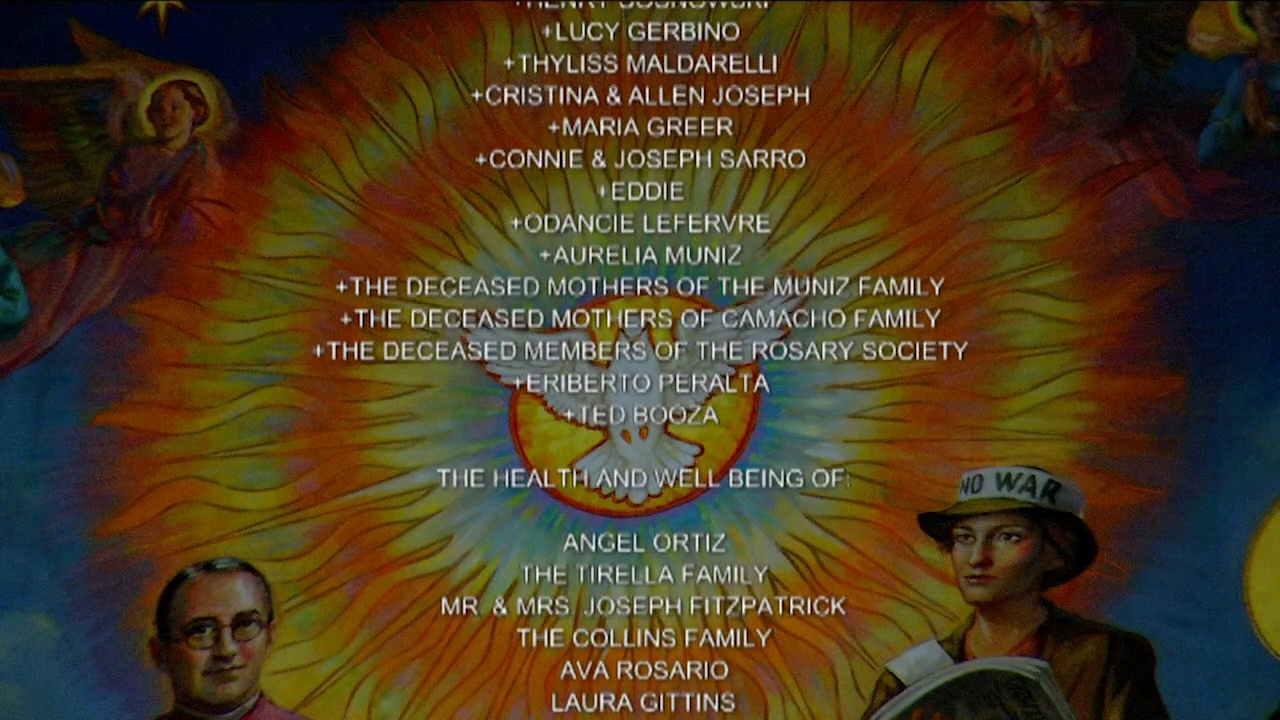 +LUCY GERBINO
+THYLISS MALDARELLI
+CRISTINA & ALLEN JOSEPH
+MARIA GREER
+CONNIE & JOSEPH SARRO
+EDDIE
+ODANCIE LEFERVRE
+AURELIA MUNIZ
+THE DECEASED MOTHERS OF THE MUNIZ FAMILY
+THE DECEASED MOTHERS OF CAMACHO FAMILY
+THE DECEASED MEMBERS OF THE ROSARY SOCIETY
+ERIBERTO PERALTA
+TED BOOZA
THE HEALTH AND WELL BEING OF:
NO WAR
ANGEL ORTIZ
THE TIRELLA FAMILY
MR. & MRS. JOSEPH FITZPATRICK
THE COLLINS FAMILY
AVA ROSARIO
LAURA GITTINS